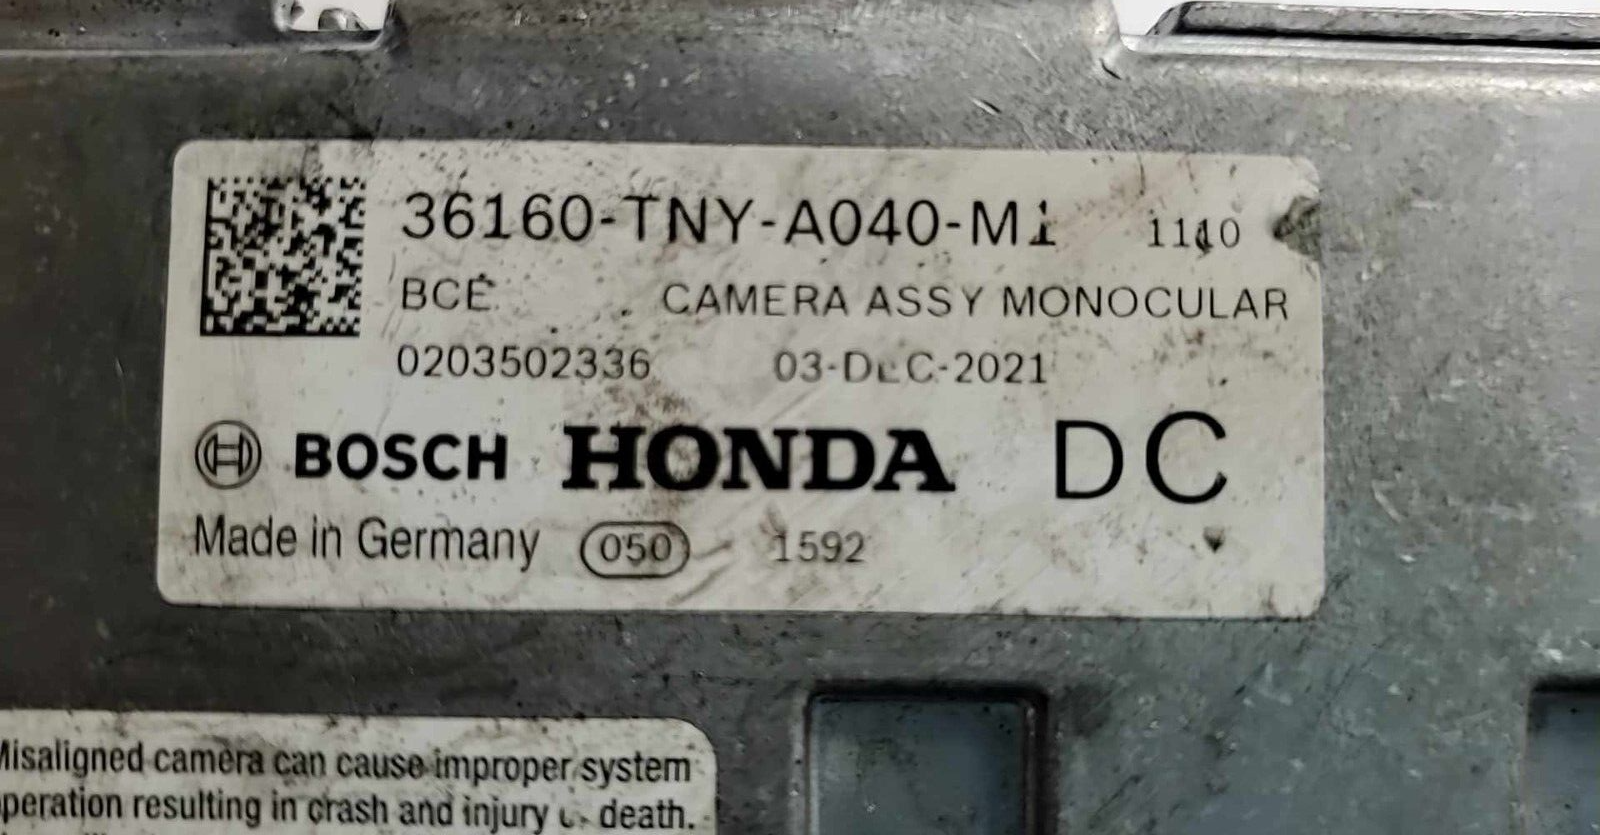 36160-TNY-A040-M1 1110
BCE CAMERA ASSY MONOCULAR
0203502336 03-DEC-2021
BOSCH HONDA DC
Made in Germany 050 1592
Misaligned camera can cause improper system
operation resulting in crash and injury or death.